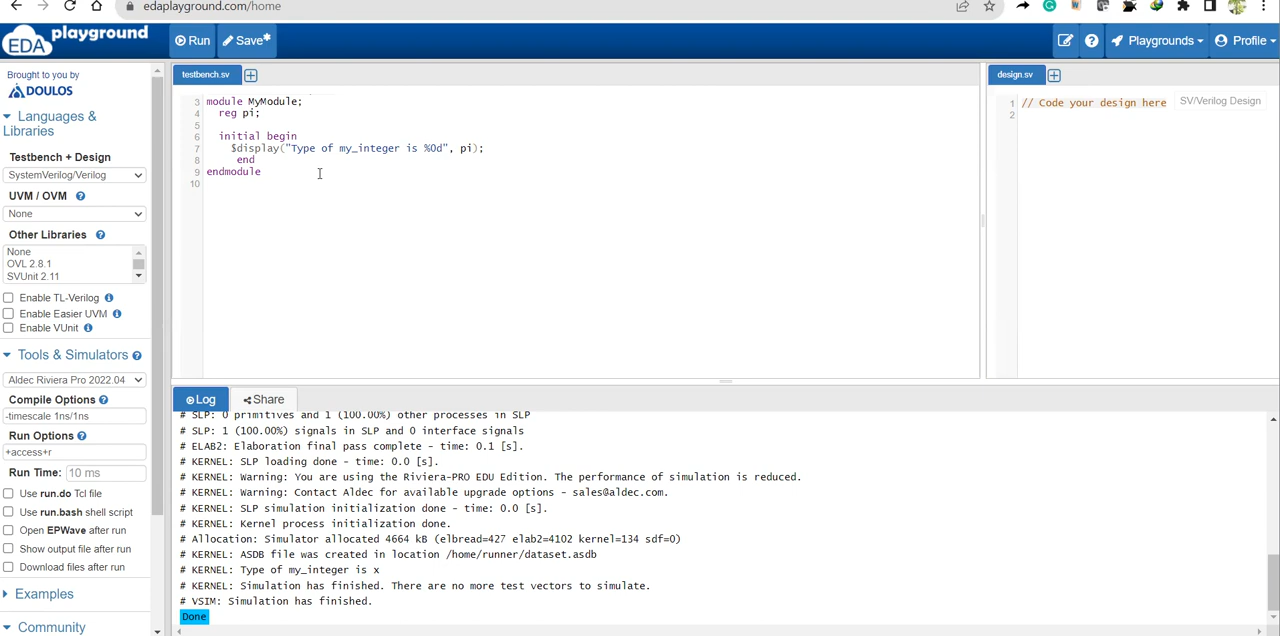 edaplayground.com/home
EDA playground
Run
Save*
Playgrounds
Profile
Brought to you by
DOULOS
Languages &
Libraries
Testbench + Design
SystemVerilog/Verilog
UVM / OVM
None
Other Libraries
None
OVL 2.8.1
SVUnit 2.11
Enable TL-Verilog
Enable Easier UVM
Enable VUnit
Tools & Simulators
Aldec Riviera Pro 2022.04
Compile Options
-timescale 1ns/1ns
Run Options
+access+r
Run Time: 10 ms
Use run.do Tcl file
Use run.bash shell script
Open EPWave after run
Show output file after run
Download files after run
Examples
Community
testbench.sv
3 module MyModule;
4 reg pi;
5
6 initial begin
7 $display("Type of my_integer is %0d", pi);
8 end
9 endmodule
10
design.sv
1 // Code your design here
2
SV/Verilog Design
Log
Share
# SLP: 0 primitives and 1 (100.00%) other processes in SLP
# SLP: 1 (100.00%) signals in SLP and 0 interface signals
# ELAB2: Elaboration final pass complete - time: 0.1 [s].
# KERNEL: SLP loading done - time: 0.0 [s].
# KERNEL: Warning: You are using the Riviera-PRO EDU Edition. The performance of simulation is reduced.
# KERNEL: Warning: Contact Aldec for available upgrade options - sales@aldec.com.
# KERNEL: SLP simulation initialization done - time: 0.0 [s].
# KERNEL: Kernel process initialization done.
# Allocation: Simulator allocated 4664 kB (elbread=427 elab2=4102 kernel=134 sdf=0)
# KERNEL: ASDB file was created in location /home/runner/dataset.asdb
# KERNEL: Type of my_integer is x
# KERNEL: Simulation has finished. There are no more test vectors to simulate.
# VSIM: Simulation has finished.
Done